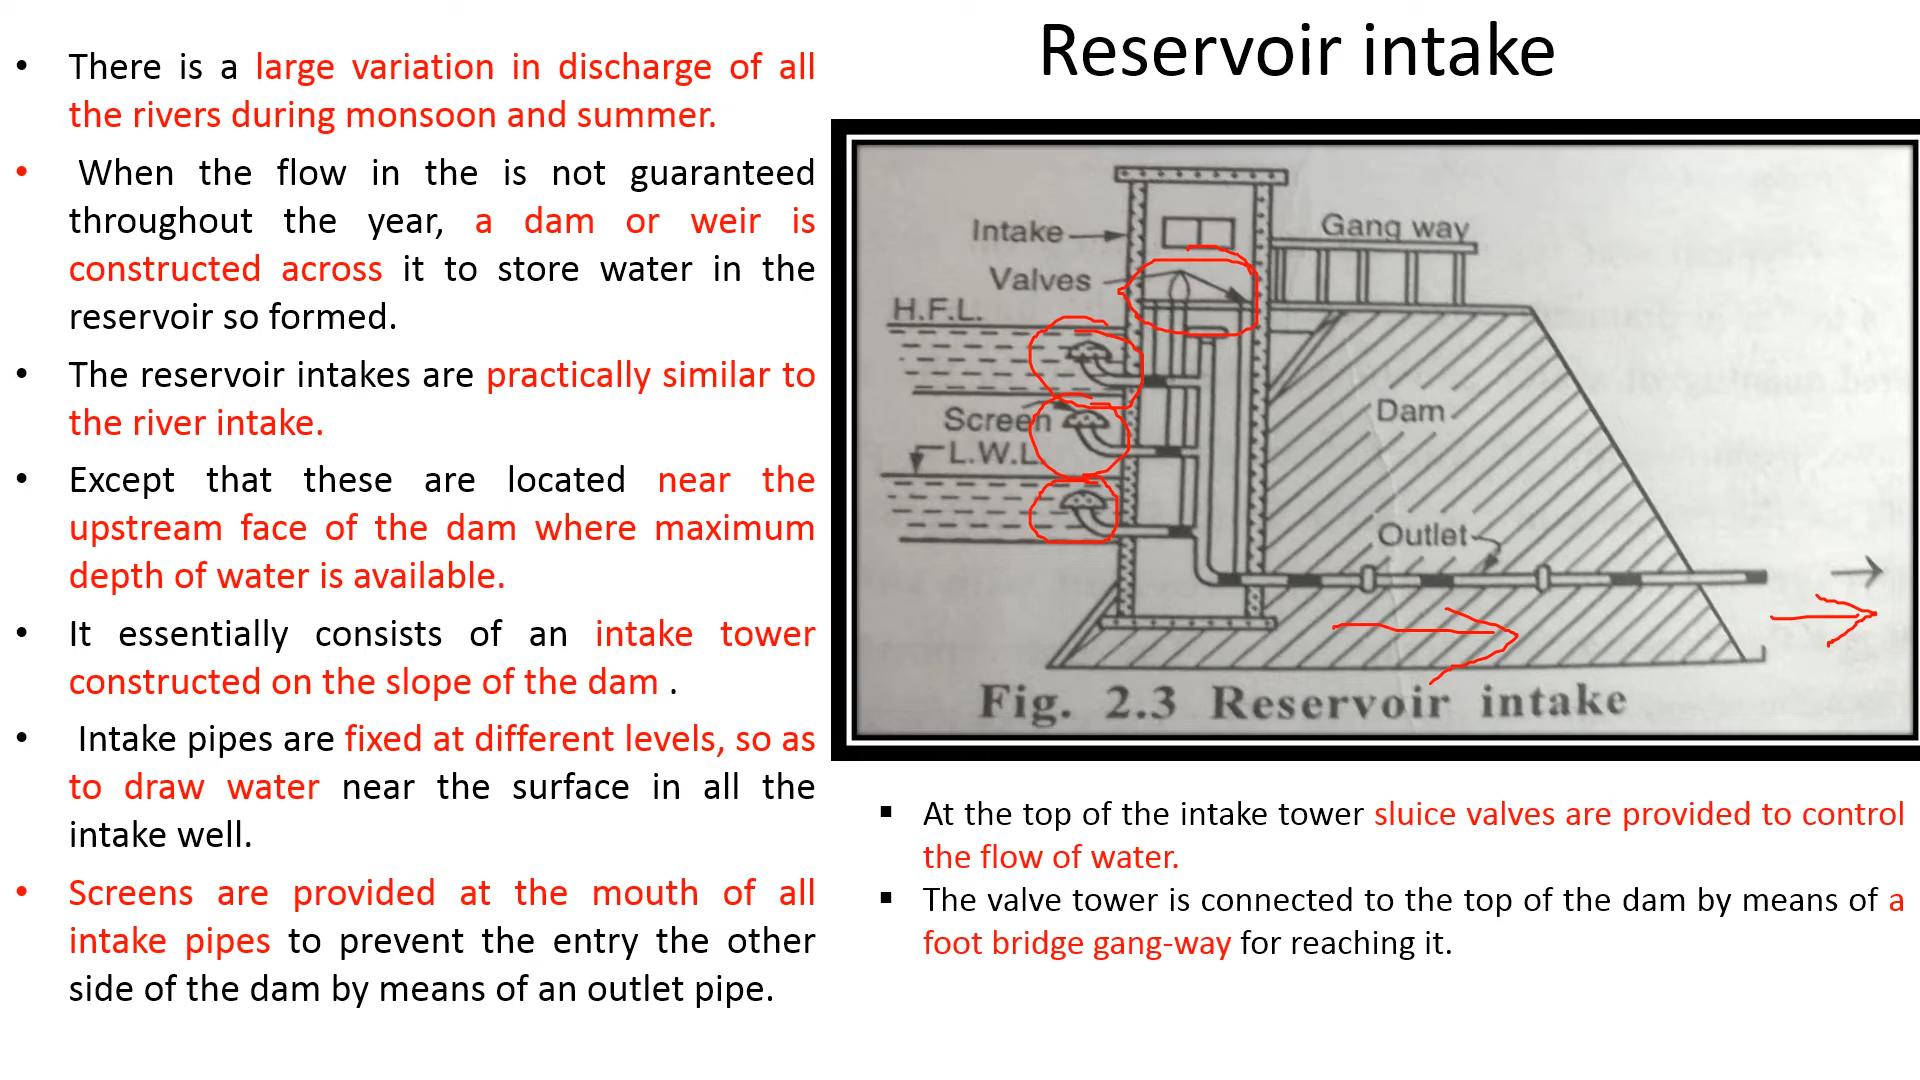 Reservoir intake
• There is a large variation in discharge of all
the rivers during monsoon and summer.
• When the flow in the is not guaranteed
throughout the year, a dam or weir is
constructed across it to store water in the
reservoir so formed.
• The reservoir intakes are practically similar to
the river intake.
• Except that these are located near the
upstream face of the dam where maximum
depth of water is available.
• It essentially consists of an intake tower
constructed on the slope of the dam .
• Intake pipes are fixed at different levels, so as
to draw water near the surface in all the
intake well.
• Screens are provided at the mouth of all
intake pipes to prevent the entry the other
side of the dam by means of an outlet pipe.
Intake
Gang way
Valves
H.F.L.
Screen
L.W.L
Dam
Outlet
Fig. 2.3 Reservoir intake
▪ At the top of the intake tower sluice valves are provided to control
the flow of water.
▪ The valve tower is connected to the top of the dam by means of a
foot bridge gang-way for reaching it.